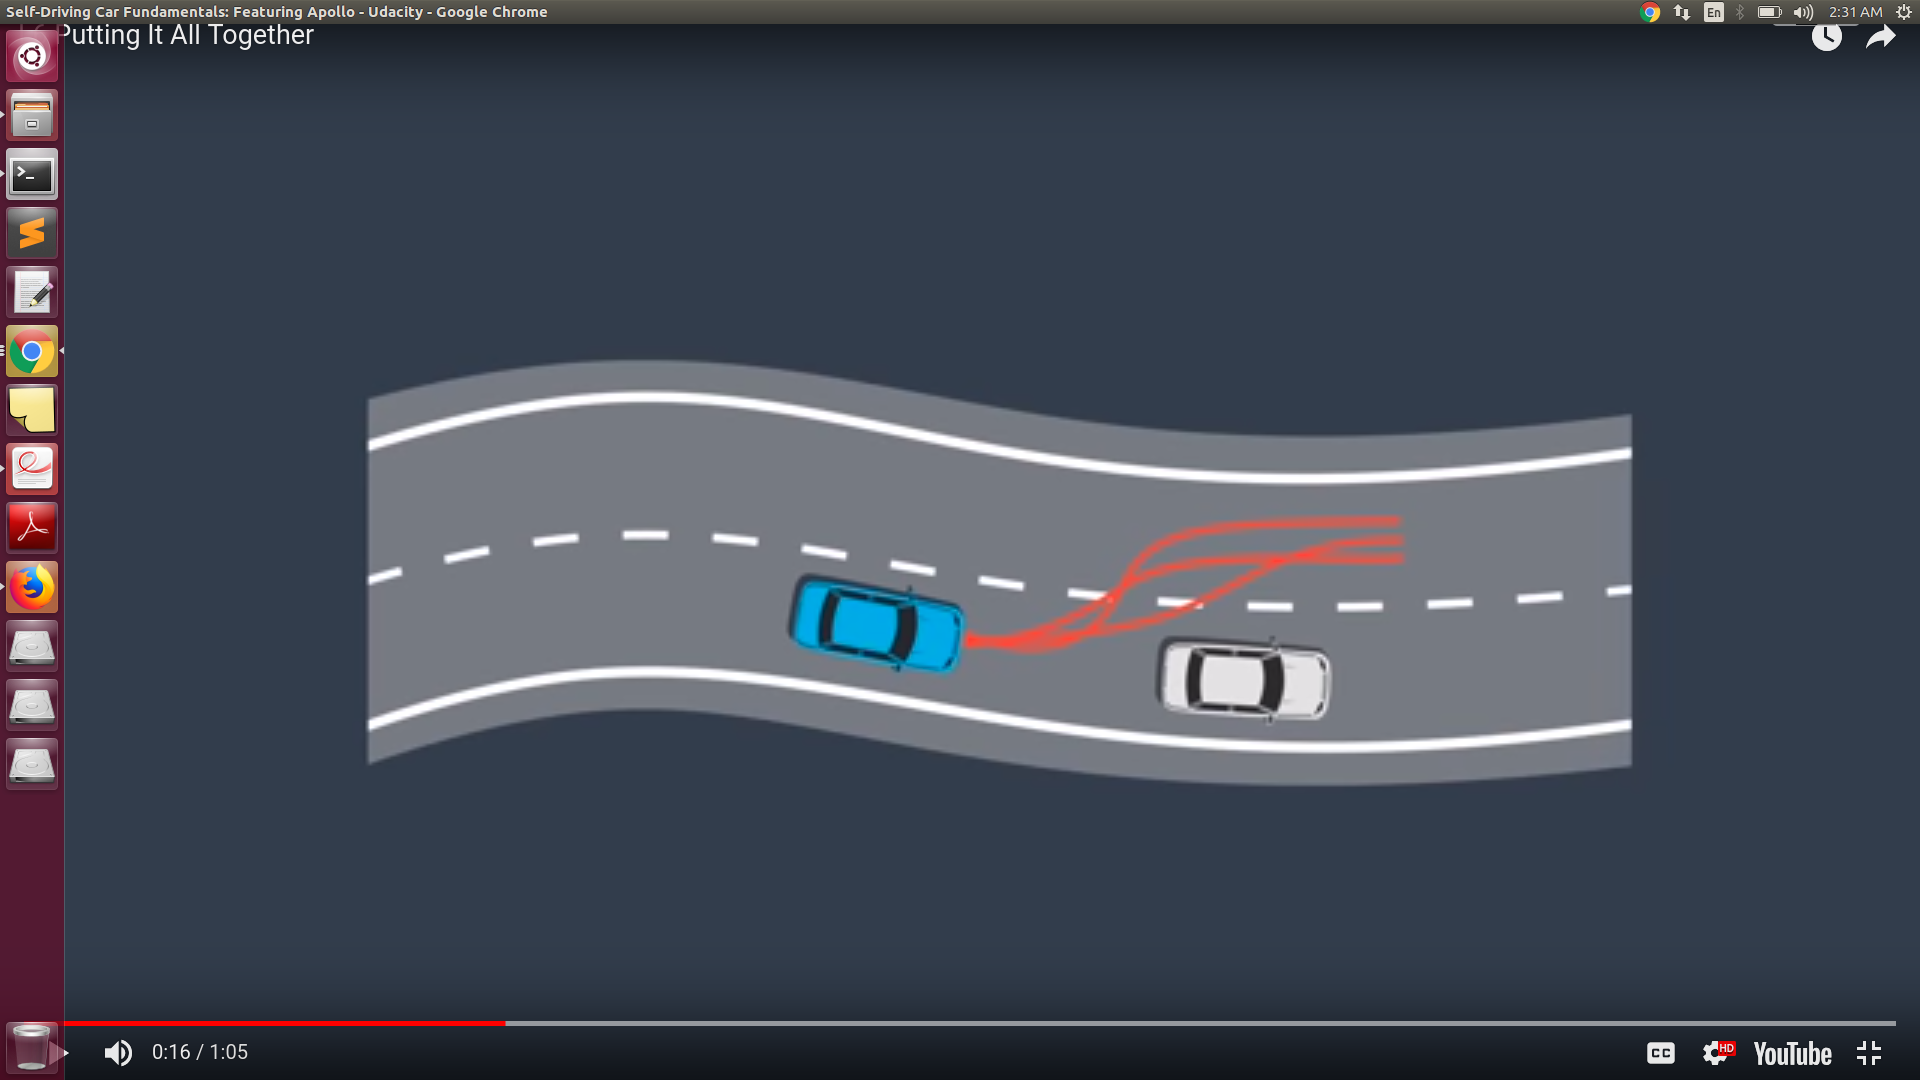 Self-Driving Car Fundamentals: Featuring Apollo - Udacity - Google Chrome
En
2:31 AM
Putting It All Together
0:16 / 1:05
CC
HD
YouTube